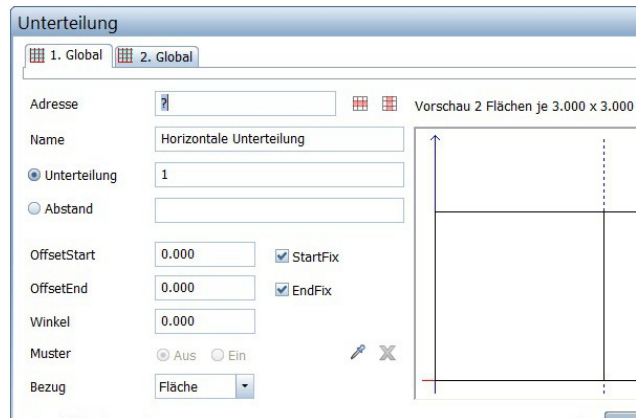 Unterteilung
1. Global 2. Global
Adresse ? Vorschau 2 Flächen je 3.000 x 3.000
Name Horizontale Unterteilung
Unterteilung 1
Abstand
OffsetStart 0.000 StartFix
OffsetEnd 0.000 EndFix
Winkel 0.000
Muster Aus Ein
Bezug Fläche